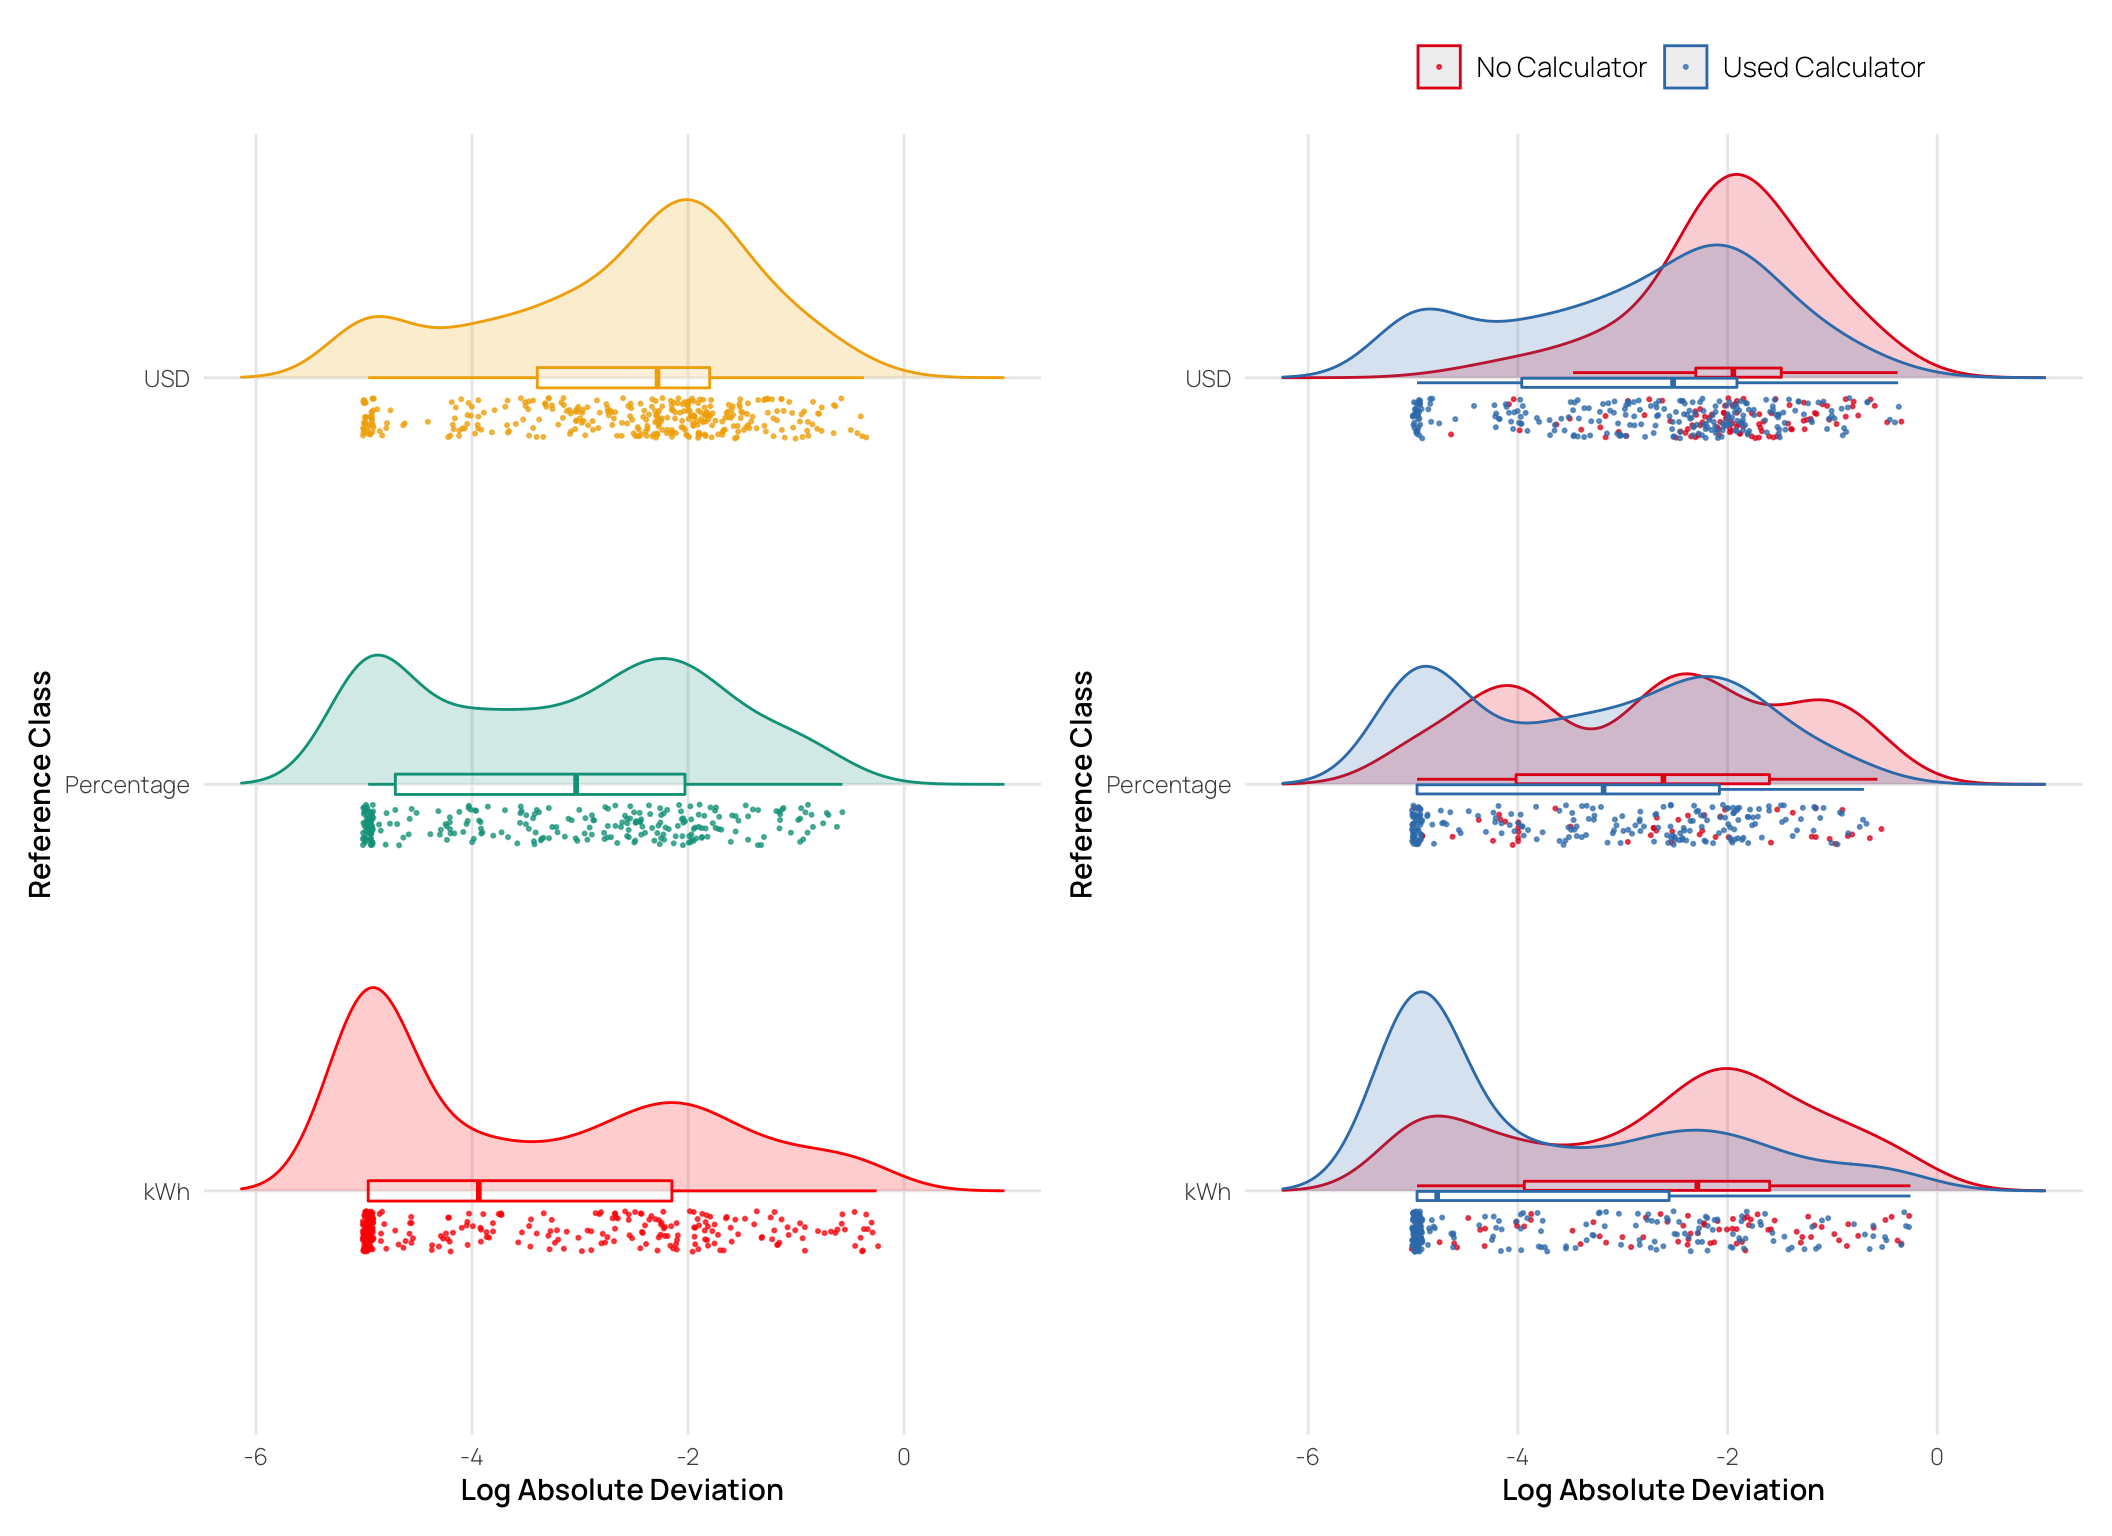 No Calculator
Used Calculator
Reference Class
USD
Percentage
kWh
-6
-4
-2
0
Log Absolute Deviation
Reference Class
USD
Percentage
kWh
-6
-4
-2
0
Log Absolute Deviation